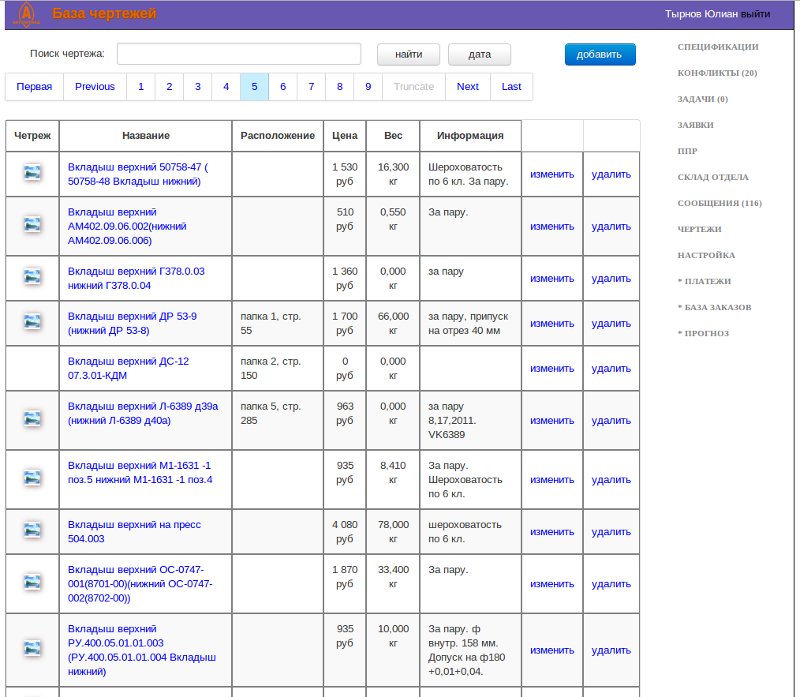 База чертежей
Тырнов Юлиан выйти
Поиск чертежа:
найти
дата
добавить
Первая Previous 1 2 3 4 5 6 7 8 9 Truncate Next Last
СПЕЦИФИКАЦИИ
КОНФЛИКТЫ (20)
ЗАДАЧИ (0)
ЗАЯВКИ
ППР
СКЛАД ОТДЕЛА
СООБЩЕНИЯ (116)
ЧЕРТЕЖИ
НАСТРОЙКА
* ПЛАТЕЖИ
* БАЗА ЗАКАЗОВ
* ПРОГНОЗ
Четреж Название Расположение Цена Вес Информация
Вкладыш верхний 50758-47 (
50758-48 Вкладыш нижний)
1 530
руб
16,300
кг
Шероховатость
по 6 кл. За пару.
изменить
удалить
Вкладыш верхний
АМ402.09.06.002(нижний
АМ402.09.06.006)
510
руб
0,550
кг
За пару.
изменить
удалить
Вкладыш верхний Г378.0.03
нижний Г378.0.04
1 360
руб
0,000
кг
за пару
изменить
удалить
Вкладыш верхний ДР 53-9
(нижний ДР 53-8)
папка 1, стр.
55
1 700
руб
66,000
кг
за пару, припуск
на отрез 40 мм
изменить
удалить
Вкладыш верхний ДС-12
07.3.01-КДМ
папка 2, стр.
150
0
руб
0,000
кг
изменить
удалить
Вкладыш верхний Л-6389 д39а
(нижний Л-6389 д40а)
папка 5, стр.
285
963
руб
0,000
кг
за пару
8,17,2011.
VK6389
изменить
удалить
Вкладыш верхний М1-1631 -1
поз.5 нижний М1-1631 -1 поз.4
935
руб
8,410
кг
За пару.
Шероховатость
по 6 кл.
изменить
удалить
Вкладыш верхний на пресс
504.003
4 080
руб
78,000
кг
шероховатость
по 6 кл.
изменить
удалить
Вкладыш верхний ОС-0747-
001(8701-00)(нижний ОС-0747-
002(8702-00))
1 870
руб
33,400
кг
За пару.
изменить
удалить
Вкладыш верхний
РУ.400.05.01.01.003
(РУ.400.05.01.01.004 Вкладыш
нижний)
935
руб
10,000
кг
За пару. ф
внутр. 158 мм.
Допуск на ф180
+0,01+0,04.
изменить
удалить